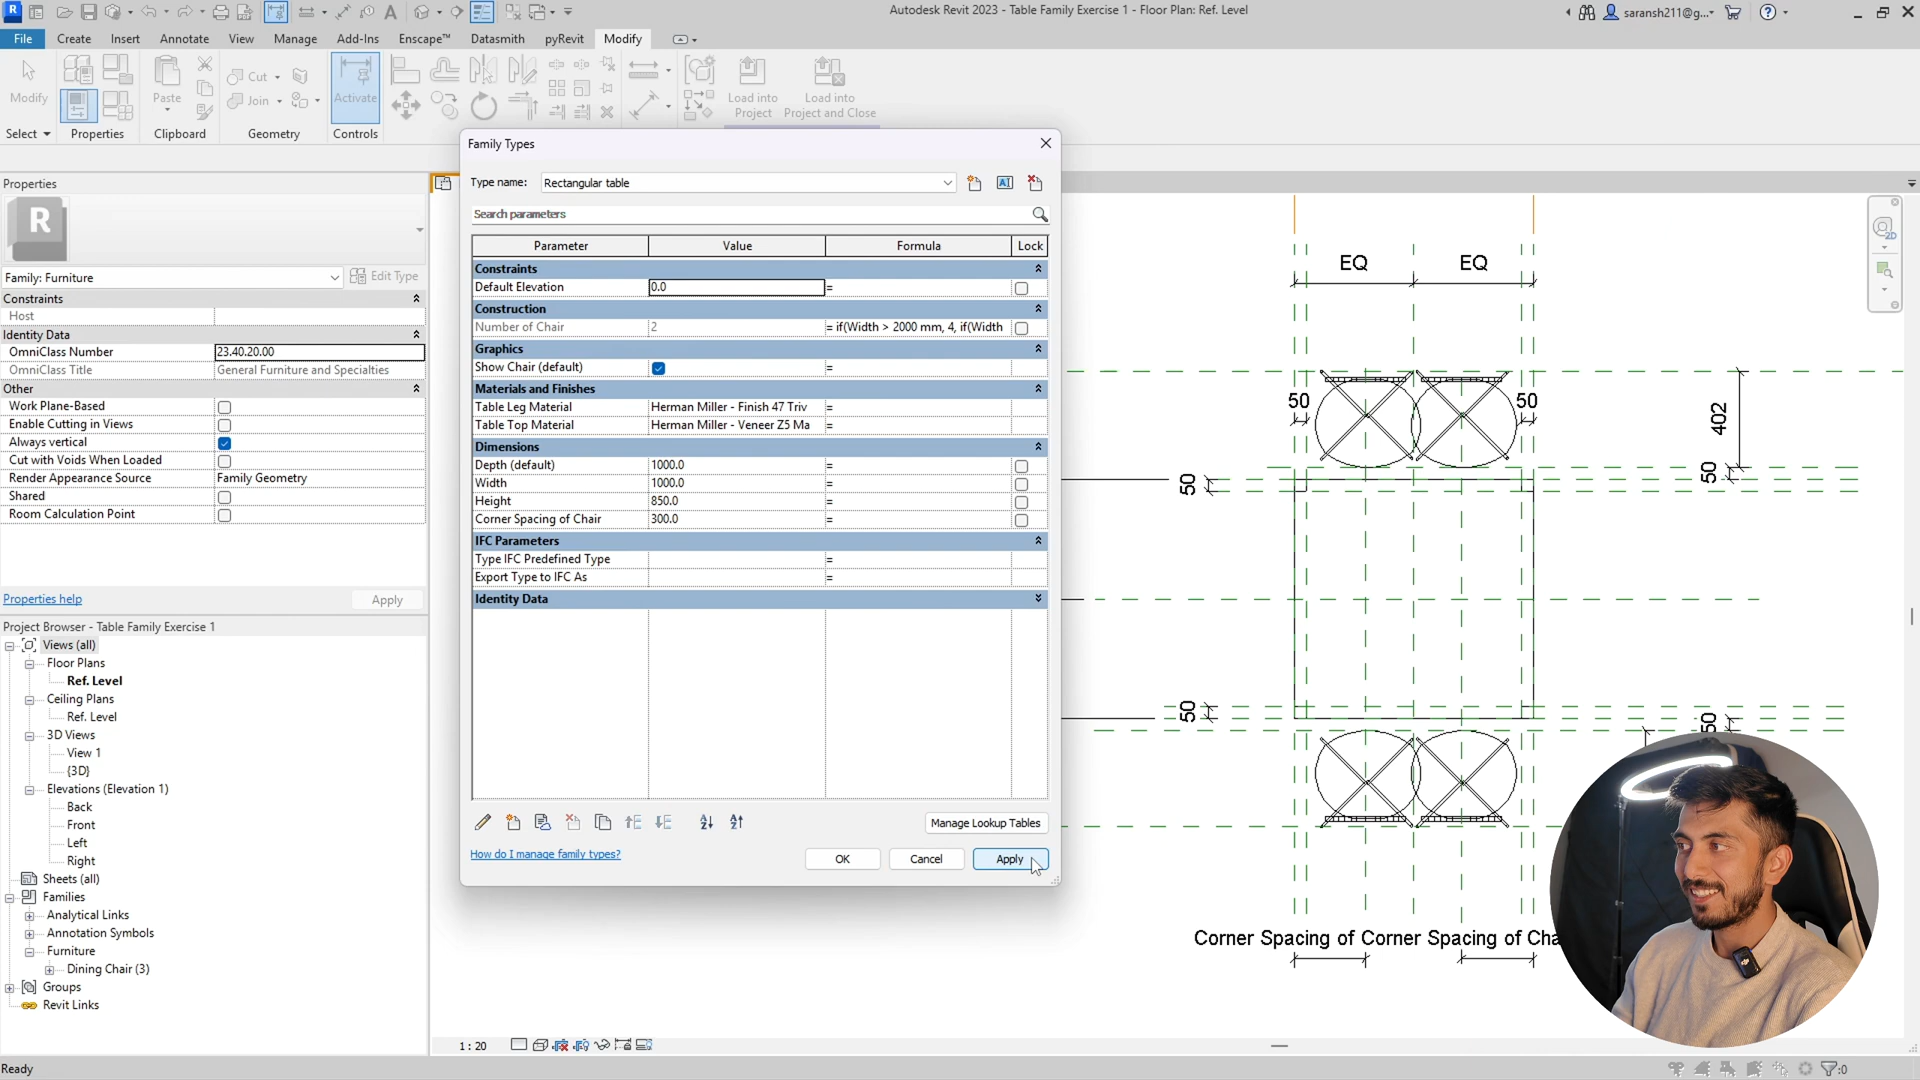 Autodesk Revit 2023 - Table Family Exercise 1 - Floor Plan: Ref. Level
saransh211@g...
File Create Insert Annotate View Manage Add-Ins Enscape™ Datasmith pyRevit Modify
Modify
Select
Properties
Paste
Clipboard
Cut
Join
Geometry
Activate
Controls
Load into
Project
Load into
Project and Close
Properties
R
Family: Furniture
Edit Type
Constraints
Host
Identity Data
OmniClass Number 23.40.20.00
OmniClass Title General Furniture and Specialties
Other
Work Plane-Based
Enable Cutting in Views
Always vertical
Cut with Voids When Loaded
Render Appearance Source Family Geometry
Shared
Room Calculation Point
Properties help
Apply
Project Browser - Table Family Exercise 1
Views (all)
Floor Plans
Ref. Level
Ceiling Plans
Ref. Level
3D Views
View 1
{3D}
Elevations (Elevation 1)
Back
Front
Left
Right
Sheets (all)
Families
Analytical Links
Annotation Symbols
Furniture
Dining Chair (3)
Groups
Revit Links
Ready
Family Types
Type name: Rectangular table
Search parameters
Parameter Value Formula Lock
Constraints
Default Elevation 0.0 =
Construction
Number of Chair 2 = if(Width > 2000 mm, 4, if(Width
Graphics
Show Chair (default) =
Materials and Finishes
Table Leg Material Herman Miller - Finish 47 Triv =
Table Top Material Herman Miller - Veneer Z5 Ma =
Dimensions
Depth (default) 1000.0 =
Width 1000.0 =
Height 850.0 =
Corner Spacing of Chair 300.0 =
IFC Parameters
Type IFC Predefined Type =
Export Type to IFC As =
Identity Data
Manage Lookup Tables
How do I manage family types?
OK Cancel Apply
EQ EQ
50 50
402
50
50
50
50
Corner Spacing of Corner Spacing of Cha
1 : 20
2D
:0